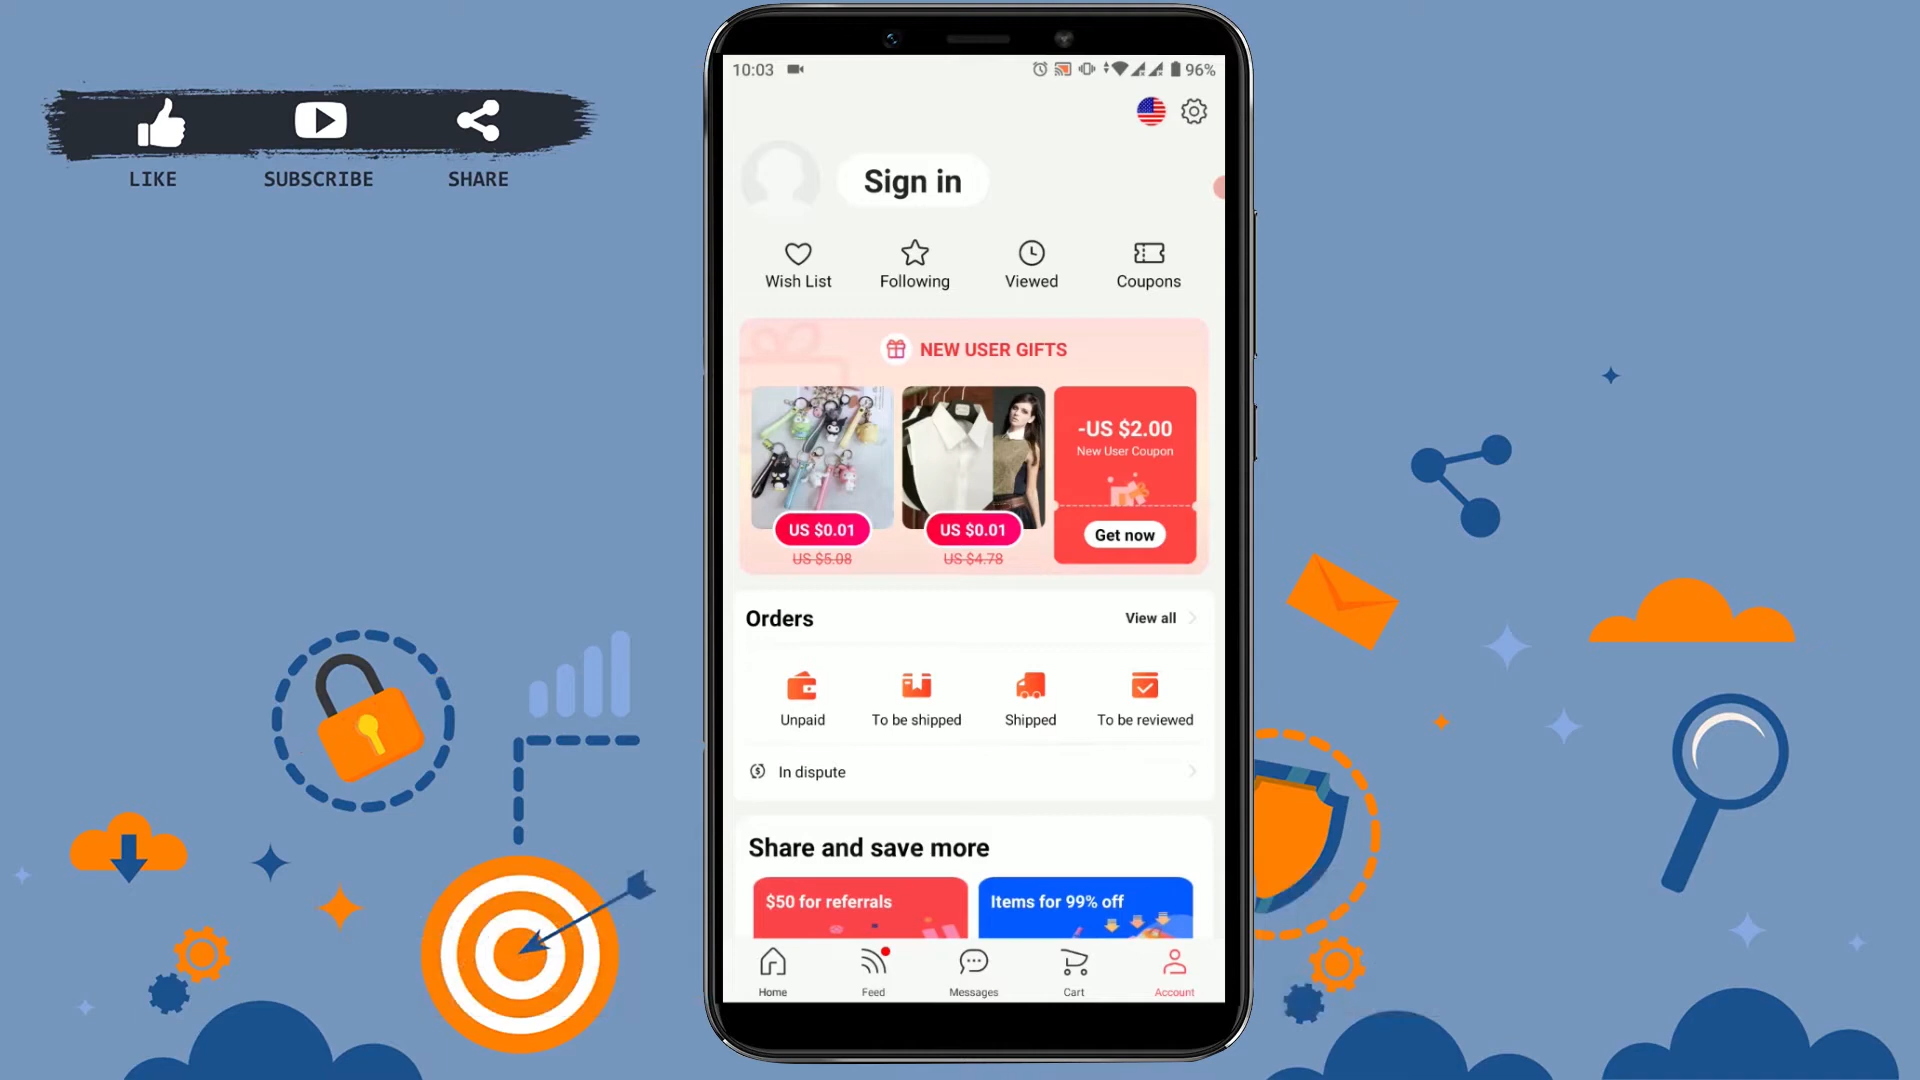 LIKE
SUBSCRIBE
SHARE
10:03
96%
Sign in
Wish List
Following
Viewed
Coupons
NEW USER GIFTS
US $0.01
US $5.08
US $0.01
US $4.78
-US $2.00
New User Coupon
Get now
Orders
View all
Unpaid
To be shipped
Shipped
To be reviewed
In dispute
Share and save more
$50 for referrals
Items for 99% off
Home
Feed
Messages
Cart
Account